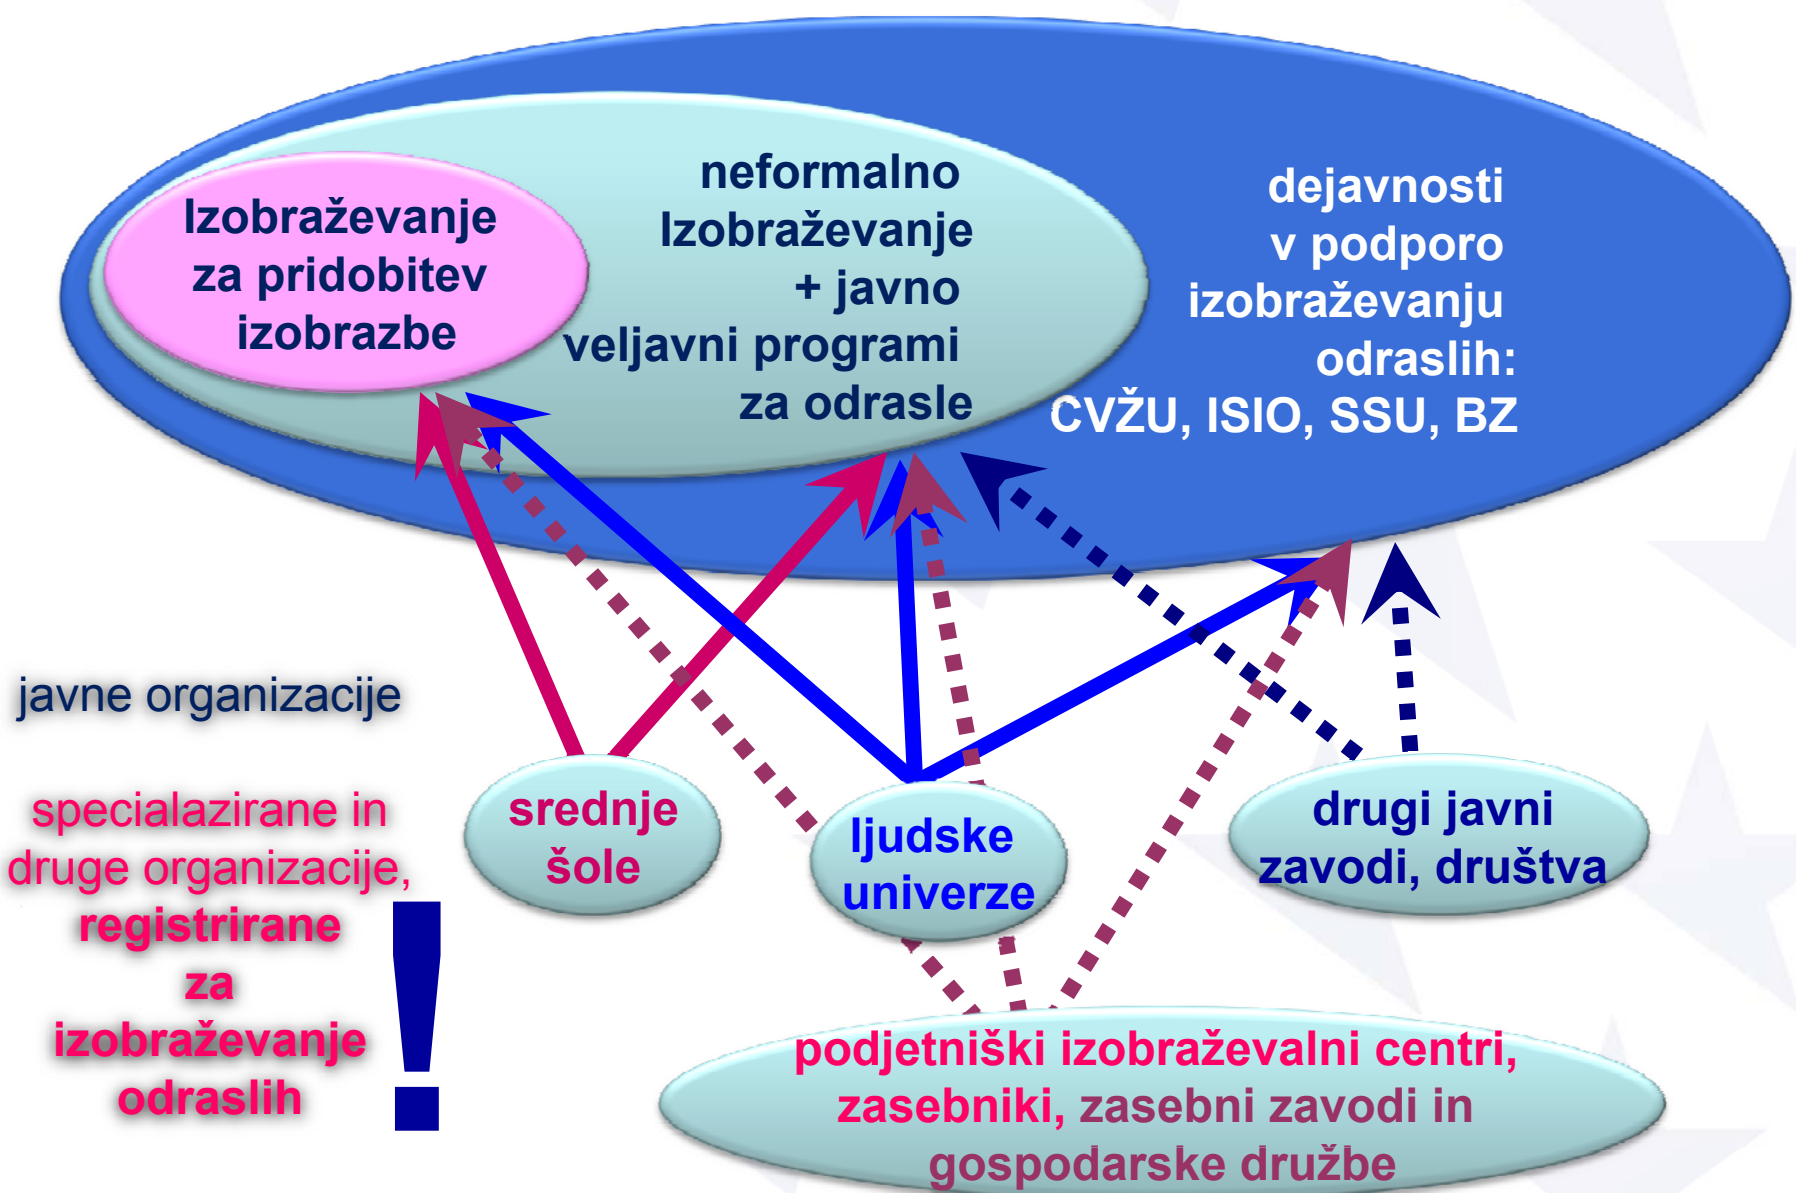 Izobraževanje
za pridobitev
izobrazbe
neformalno
Izobraževanje
+ javno
veljavni programi
za odrasle
dejavnosti
v podporo
izobraževanju
odraslih:
CVŽU, ISIO, SSU, BZ
javne organizacije
specialazirane in
druge organizacije,
registrirane
za
izobraževanje
odraslih
!
srednje
šole
ljudske
univerze
drugi javni
zavodi, društva
podjetniški izobraževalni centri,
zasebniki, zasebni zavodi in
gospodarske družbe